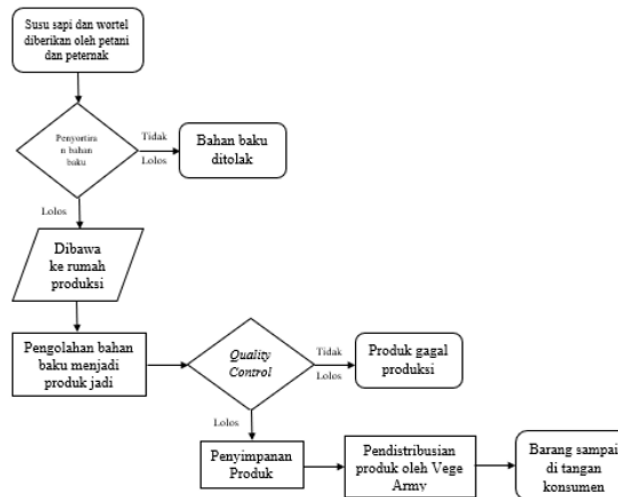 Susu sapi dan wortel
diberikan oleh petani
dan peternak
Penyortira
n bahan
baku
Tidak
Lolos
Bahan baku
ditolak
Lolos
Dibawa
ke rumah
produksi
Pengolahan bahan
baku menjadi
produk jadi
Quality
Control
Tidak
Lolos
Produk gagal
produksi
Lolos
Penyimpanan
Produk
Pendistribusian
produk oleh Vege
Army
Barang sampai
di tangan
konsumen